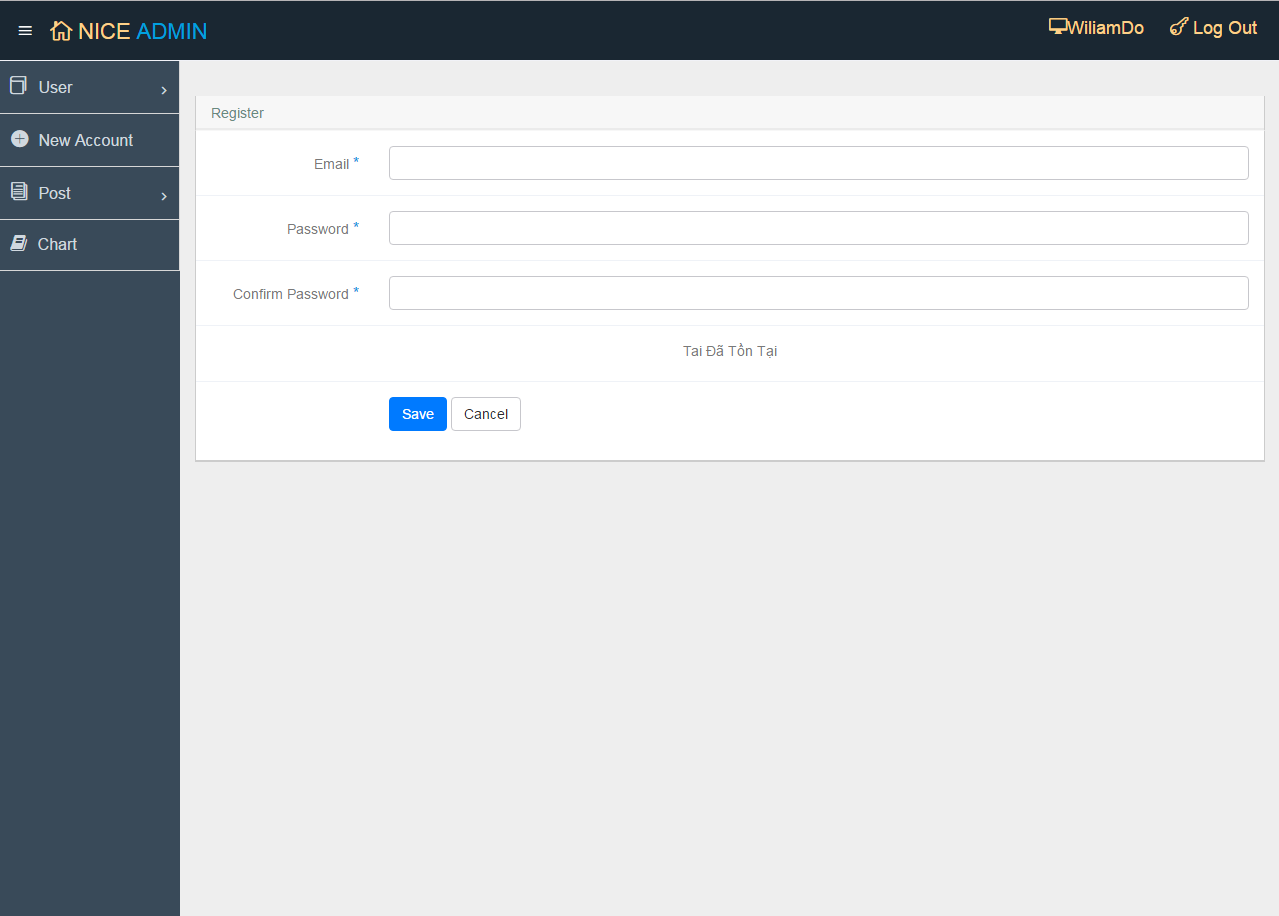 NICE ADMIN
WiliamDo
Log Out
User
New Account
Post
Chart
Register
Email *
Password *
Confirm Password *
Tai Đã Tồn Tại
Save
Cancel